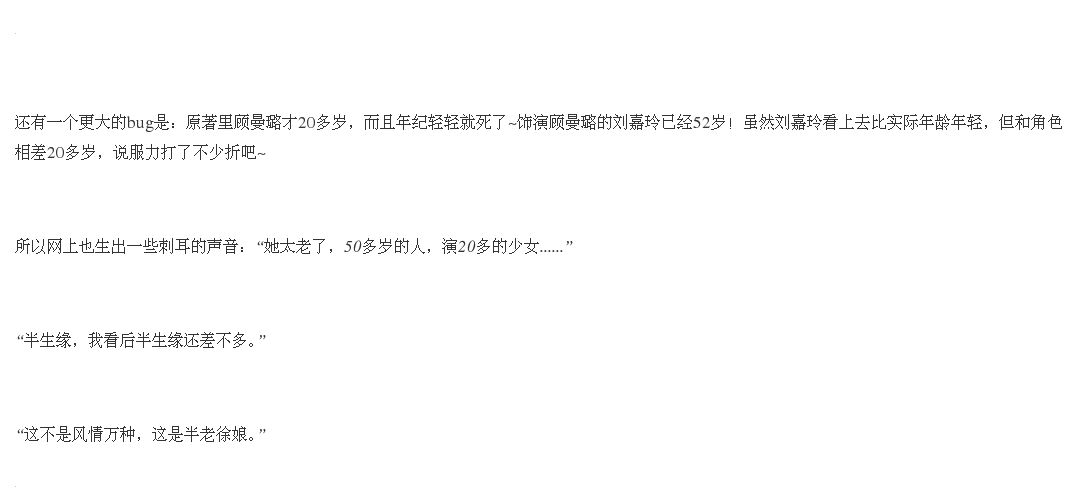 还有一个更大的bug是：原著里顾曼璐才20多岁，而且年纪轻轻就死了~饰演顾曼璐的刘嘉玲已经52岁！虽然刘嘉玲看上去比实际年龄年轻，但和角色
相差20多岁，说服力打了不少折吧~
所以网上也生出一些刺耳的声音：“她太老了，50多岁的人，演20多的少女......”
“半生缘，我看后半生缘还差不多。”
“这不是风情万种，这是半老徐娘。”